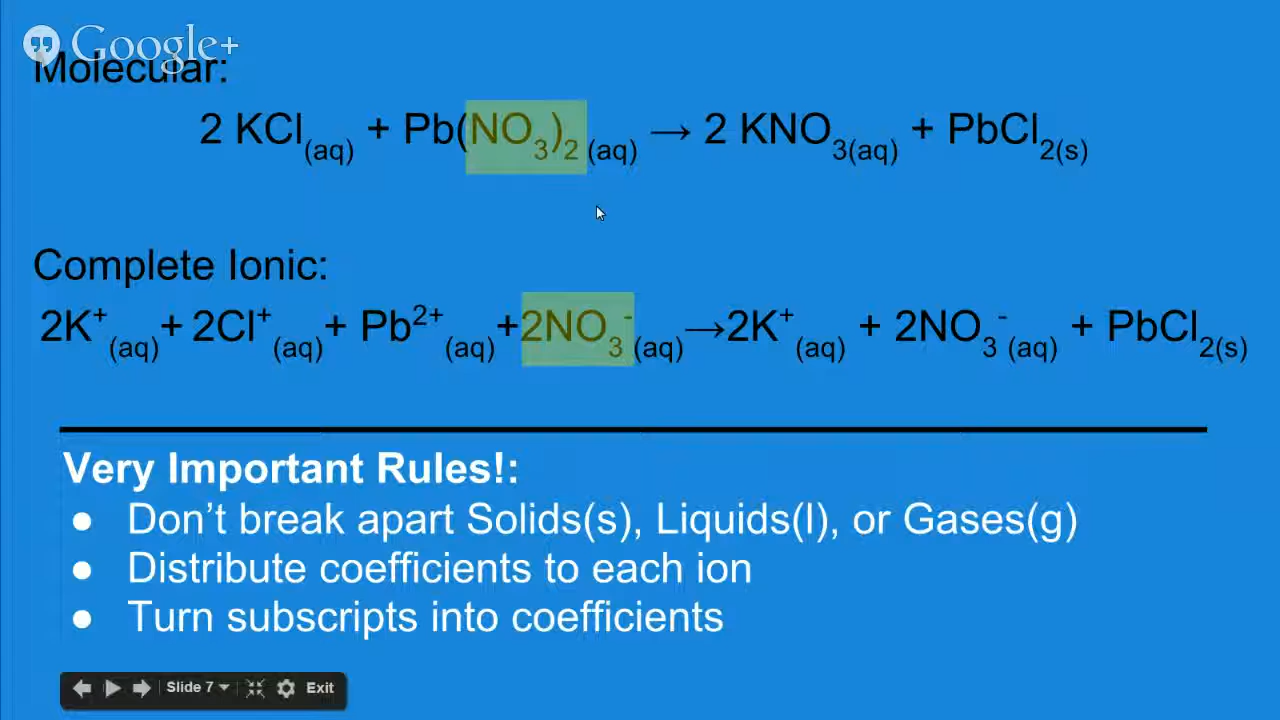 Google+
Molecular:
2 KCl(aq) + Pb(NO3)2 (aq) → 2 KNO3(aq) + PbCl2(s)
Complete Ionic:
2K+(aq)+ 2Cl+(aq)+ Pb2+(aq) +2NO3-(aq)→2K+(aq) + 2NO3-(aq) + PbCl2(s)
Very Important Rules!:
● Don't break apart Solids(s), Liquids(l), or Gases(g)
● Distribute coefficients to each ion
● Turn subscripts into coefficients
Slide 7 Exit